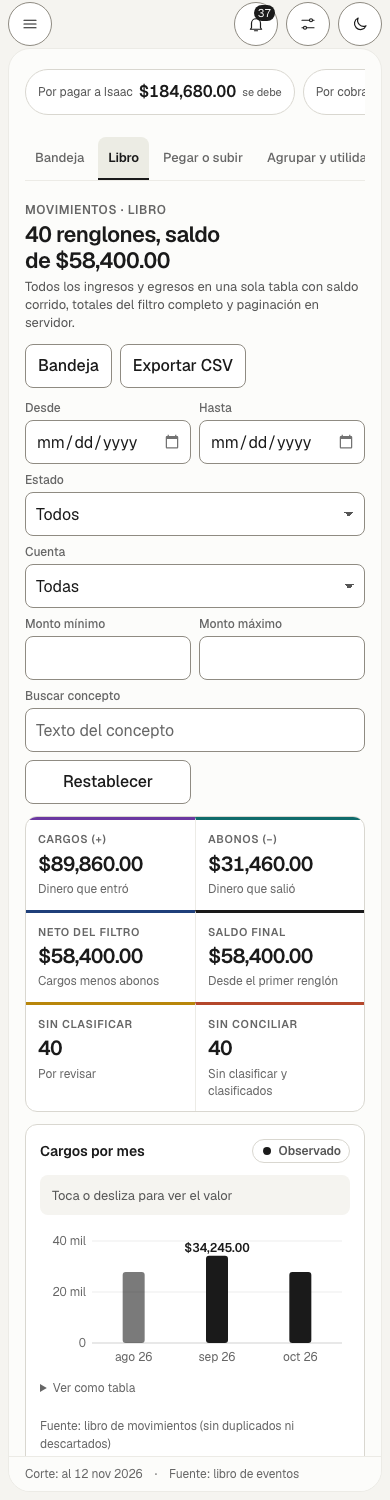 37
Por pagar a Isaac $184,680.00 se debe
Por cobra
Bandeja Libro Pegar o subir Agrupar y utilida
MOVIMIENTOS · LIBRO
40 renglones, saldo
de $58,400.00
Todos los ingresos y egresos en una sola tabla con saldo
corrido, totales del filtro completo y paginación en
servidor.
Bandeja Exportar CSV
Desde Hasta
mm/dd/yyyy mm/dd/yyyy
Estado
Todos
Cuenta
Todas
Monto mínimo Monto máximo
Buscar concepto
Texto del concepto
Restablecer
CARGOS (+) ABONOS (−)
$89,860.00 $31,460.00
Dinero que entró Dinero que salió
NETO DEL FILTRO SALDO FINAL
$58,400.00 $58,400.00
Cargos menos abonos Desde el primer renglón
SIN CLASIFICAR SIN CONCILIAR
40 40
Por revisar Sin clasificar y
clasificados
Cargos por mes Observado
Toca o desliza para ver el valor
40 mil
$34,245.00
20 mil
0
ago 26 sep 26 oct 26
Ver como tabla
Fuente: libro de movimientos (sin duplicados ni
descartados)
Corte: al 12 nov 2026 · Fuente: libro de eventos